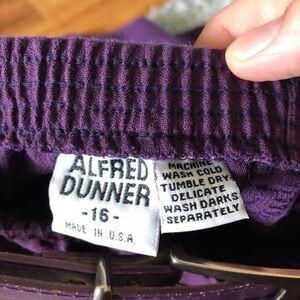 ALFRED
DUNNER
-16-
MADE IN U.S.A.
MACHINE
WASH COLD
TUMBLE DRY
DELICATE
WASH DARKS
SEPARATELY